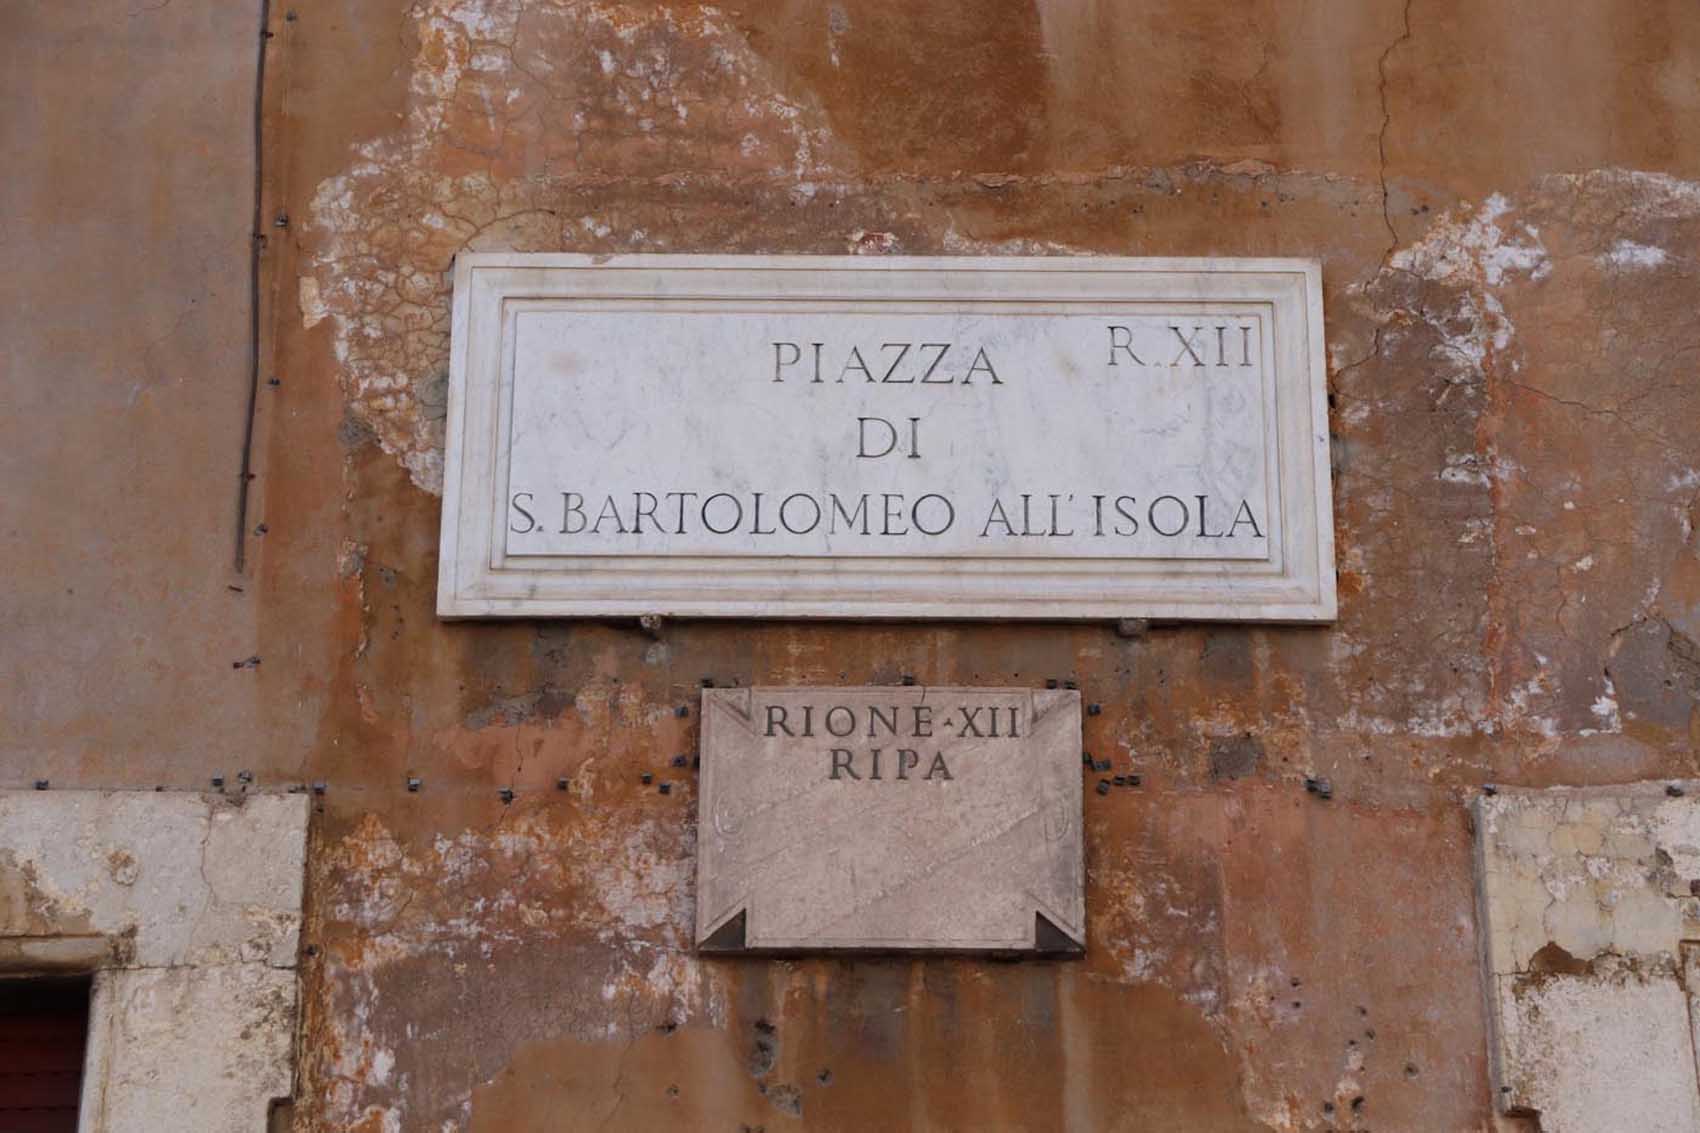 PIAZZA R. XII
DI
S. BARTOLOMEO ALL'ISOLA
RIONE·XII
RIPA